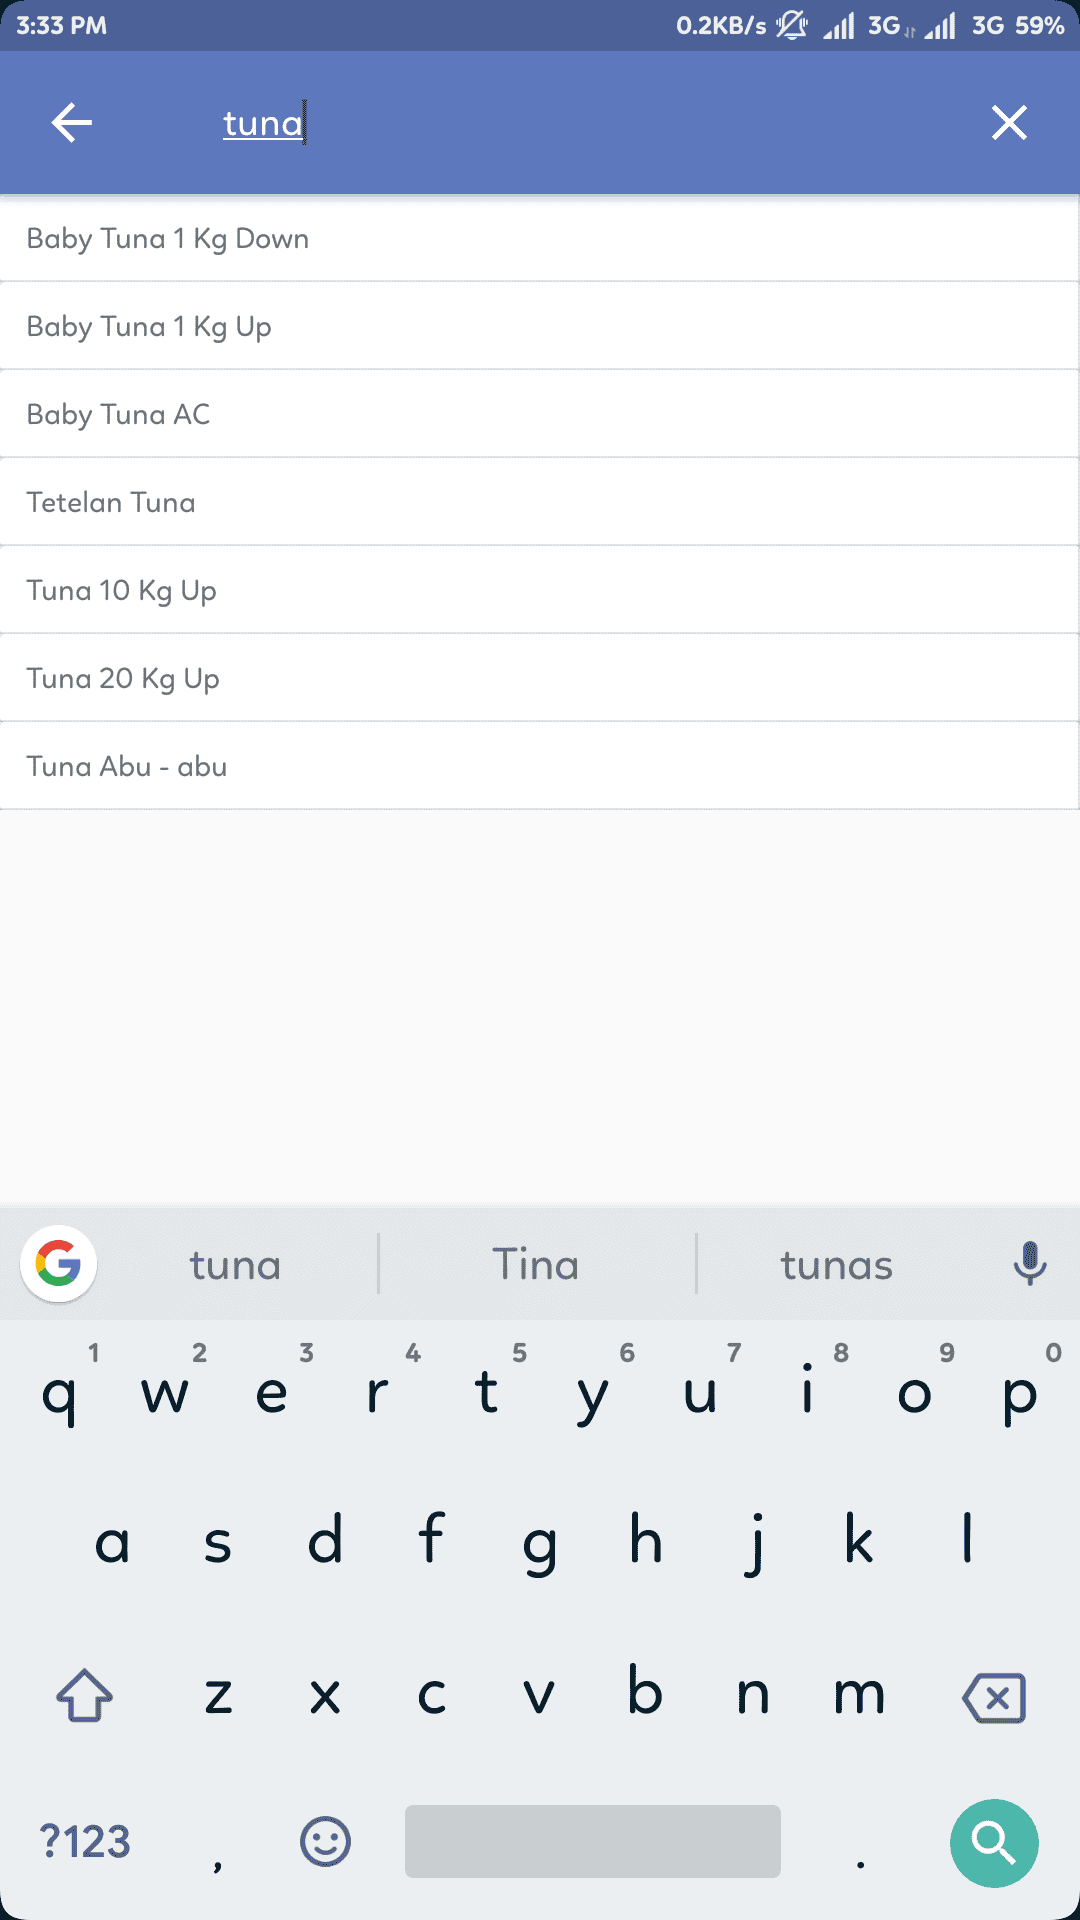 3:33 PM 0.2KB/s 3G 3G 59%
tuna
Baby Tuna 1 Kg Down
Baby Tuna 1 Kg Up
Baby Tuna AC
Tetelan Tuna
Tuna 10 Kg Up
Tuna 20 Kg Up
Tuna Abu - abu
G tuna Tina tunas
1 2 3 4 5 6 7 8 9 0
q w e r t y u i o p
a s d f g h j k l
z x c v b n m
?123 , .